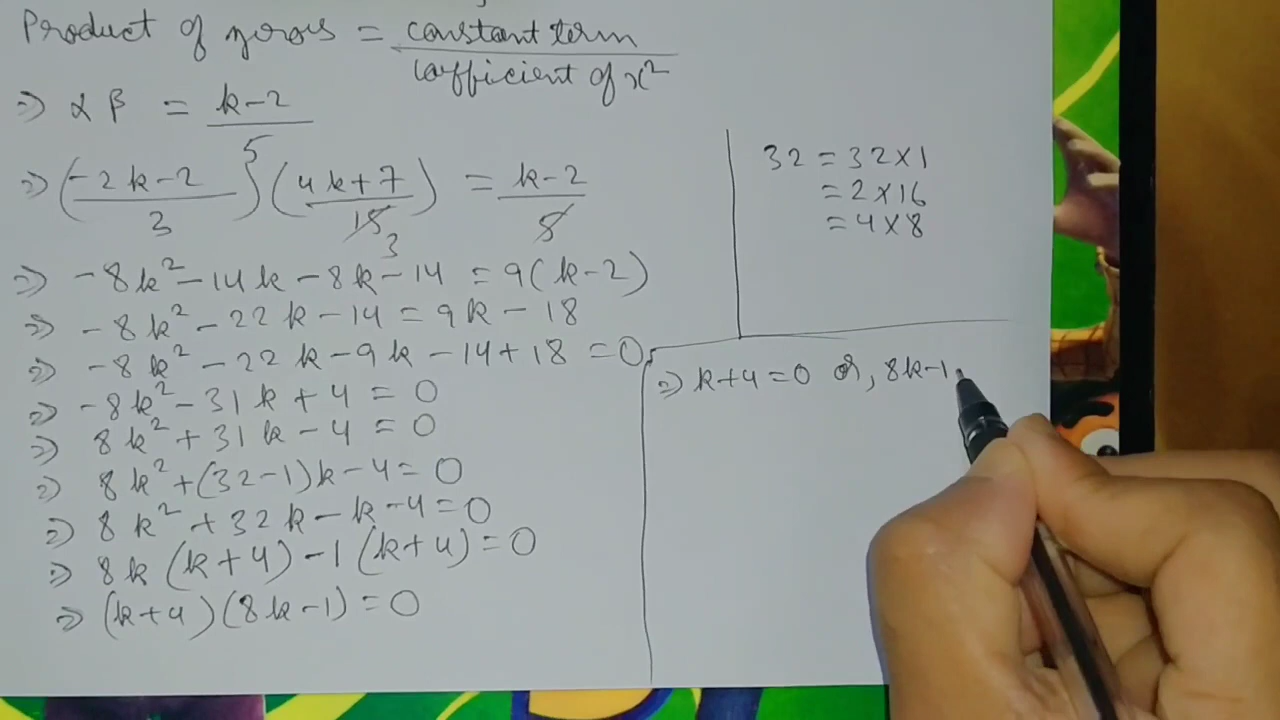 Product of zeroes = constant term / coefficient of x²
⇒ αβ = k-2 / 5
⇒ (-2k-2 / 3) (4k+7 / 15 3) = k-2 / 5
⇒ -8k² - 14k - 8k - 14 = 9(k-2)
⇒ -8k² - 22k - 14 = 9k - 18
⇒ -8k² - 22k - 9k - 14 + 18 = 0
⇒ -8k² - 31k + 4 = 0
⇒ 8k² + 31k - 4 = 0
⇒ 8k² + (32-1)k - 4 = 0
⇒ 8k² + 32k - k - 4 = 0
⇒ 8k (k+4) - 1 (k+4) = 0
⇒ (k+4)(8k-1) = 0
32 = 32×1
= 2×16
= 4×8
⇒ k+4=0 or, 8k-1